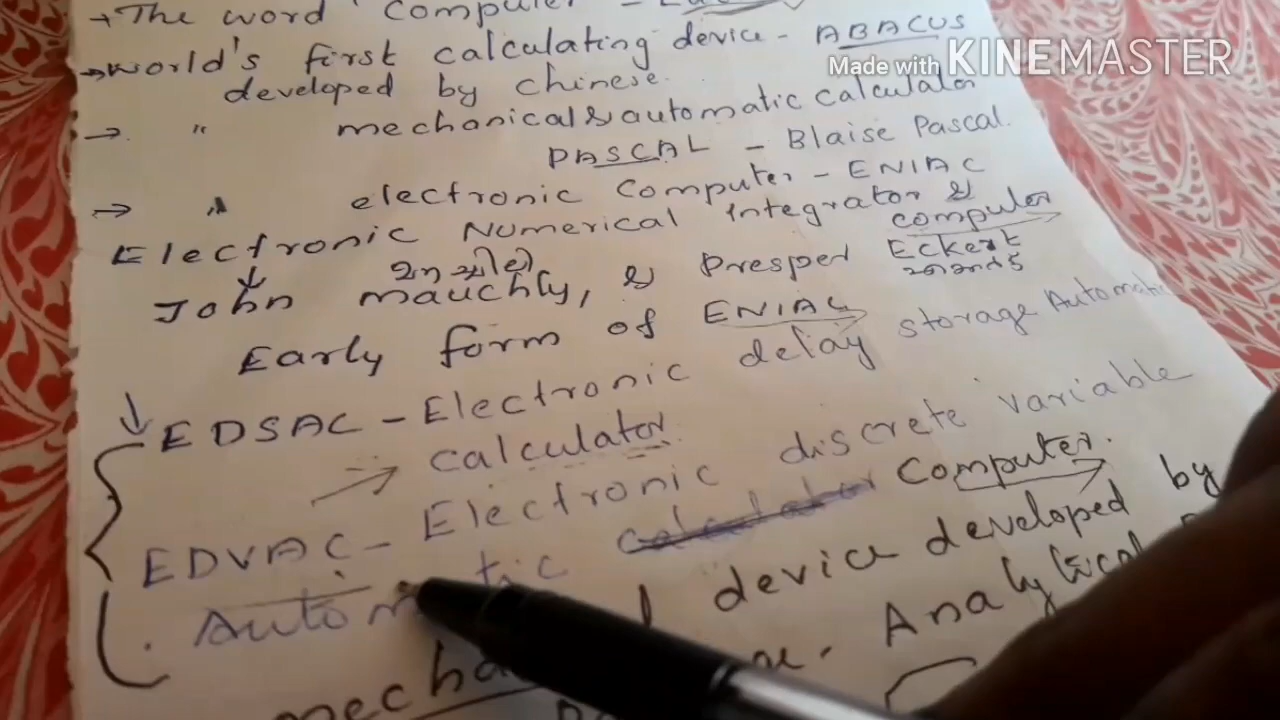 → The word "Computer -
→ World's first calculating device - ABACUS
Made with KINEMASTER
developed by chinese.
→ " mechanical & automatic calculator
PASCAL - Blaise Pascal.
→ " electronic Computer - ENIAC
Electronic Numerical Integrator &
computer
John mauchly, & Presper Eckert
Early form of ENIAC
EDSAC - Electronic delay storage Automatic
calculator
EDVAC - Electronic discrete variable
Automatic Computer.
device developed by
Analytical